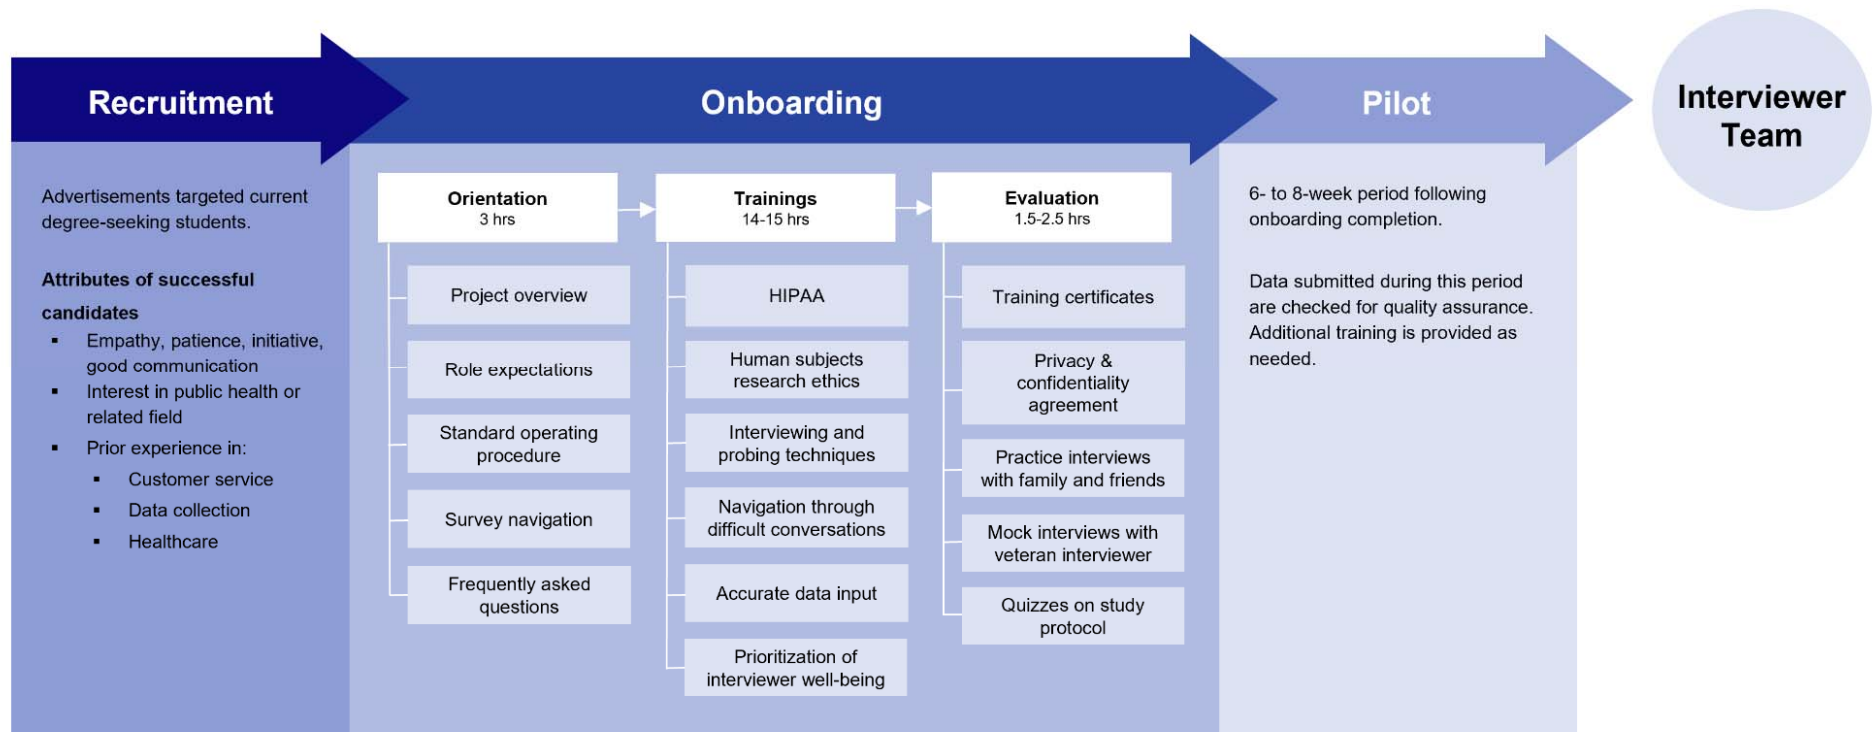 Recruitment
Onboarding
Pilot
Interviewer
Team
Advertisements targeted current
degree-seeking students.
Attributes of successful
candidates
▪ Empathy, patience, initiative,
good communication
▪ Interest in public health or
related field
▪ Prior experience in:
▪ Customer service
▪ Data collection
▪ Healthcare
Orientation
3 hrs
Project overview
Role expectations
Standard operating
procedure
Survey navigation
Frequently asked
questions
Trainings
14-15 hrs
HIPAA
Human subjects
research ethics
Interviewing and
probing techniques
Navigation through
difficult conversations
Accurate data input
Prioritization of
interviewer well-being
Evaluation
1.5-2.5 hrs
Training certificates
Privacy &
confidentiality
agreement
Practice interviews
with family and friends
Mock interviews with
veteran interviewer
Quizzes on study
protocol
6- to 8-week period following
onboarding completion.
Data submitted during this period
are checked for quality assurance.
Additional training is provided as
needed.